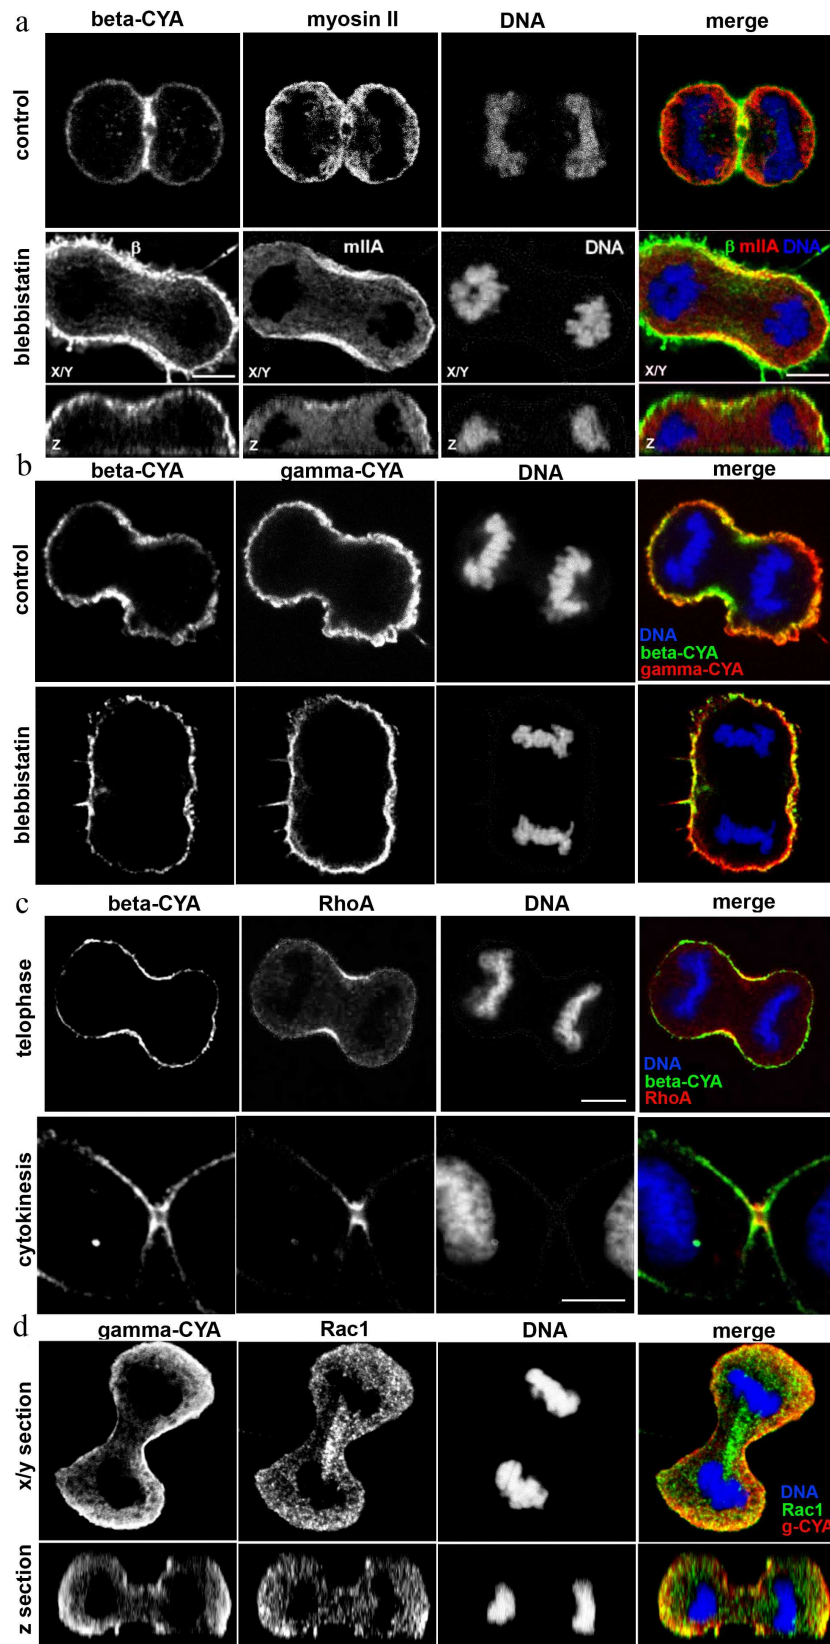 a
beta-CYA myosin II DNA merge
control
blebbistatin
β mIIA DNA β mIIA DNA
X/Y X/Y X/Y X/Y
Z Z Z Z
b
beta-CYA gamma-CYA DNA merge
control
DNA
beta-CYA
gamma-CYA
blebbistatin
c
beta-CYA RhoA DNA merge
telophase
DNA
beta-CYA
RhoA
cytokinesis
d
gamma-CYA Rac1 DNA merge
x/y section
DNA
Rac1
g-CYA
z section